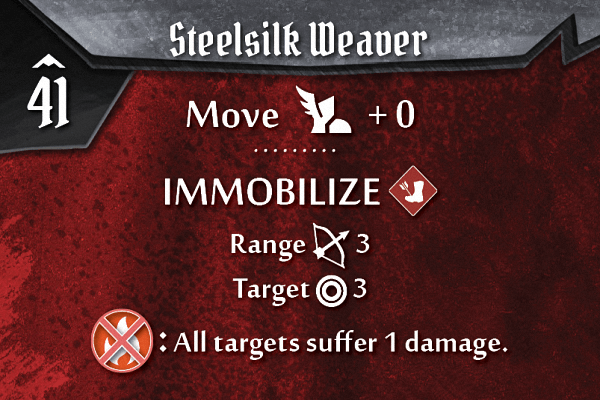 Steelsilk Weaver
41
Move + 0
IMMOBILIZE
Range 3
Target 3
: All targets suffer 1 damage.